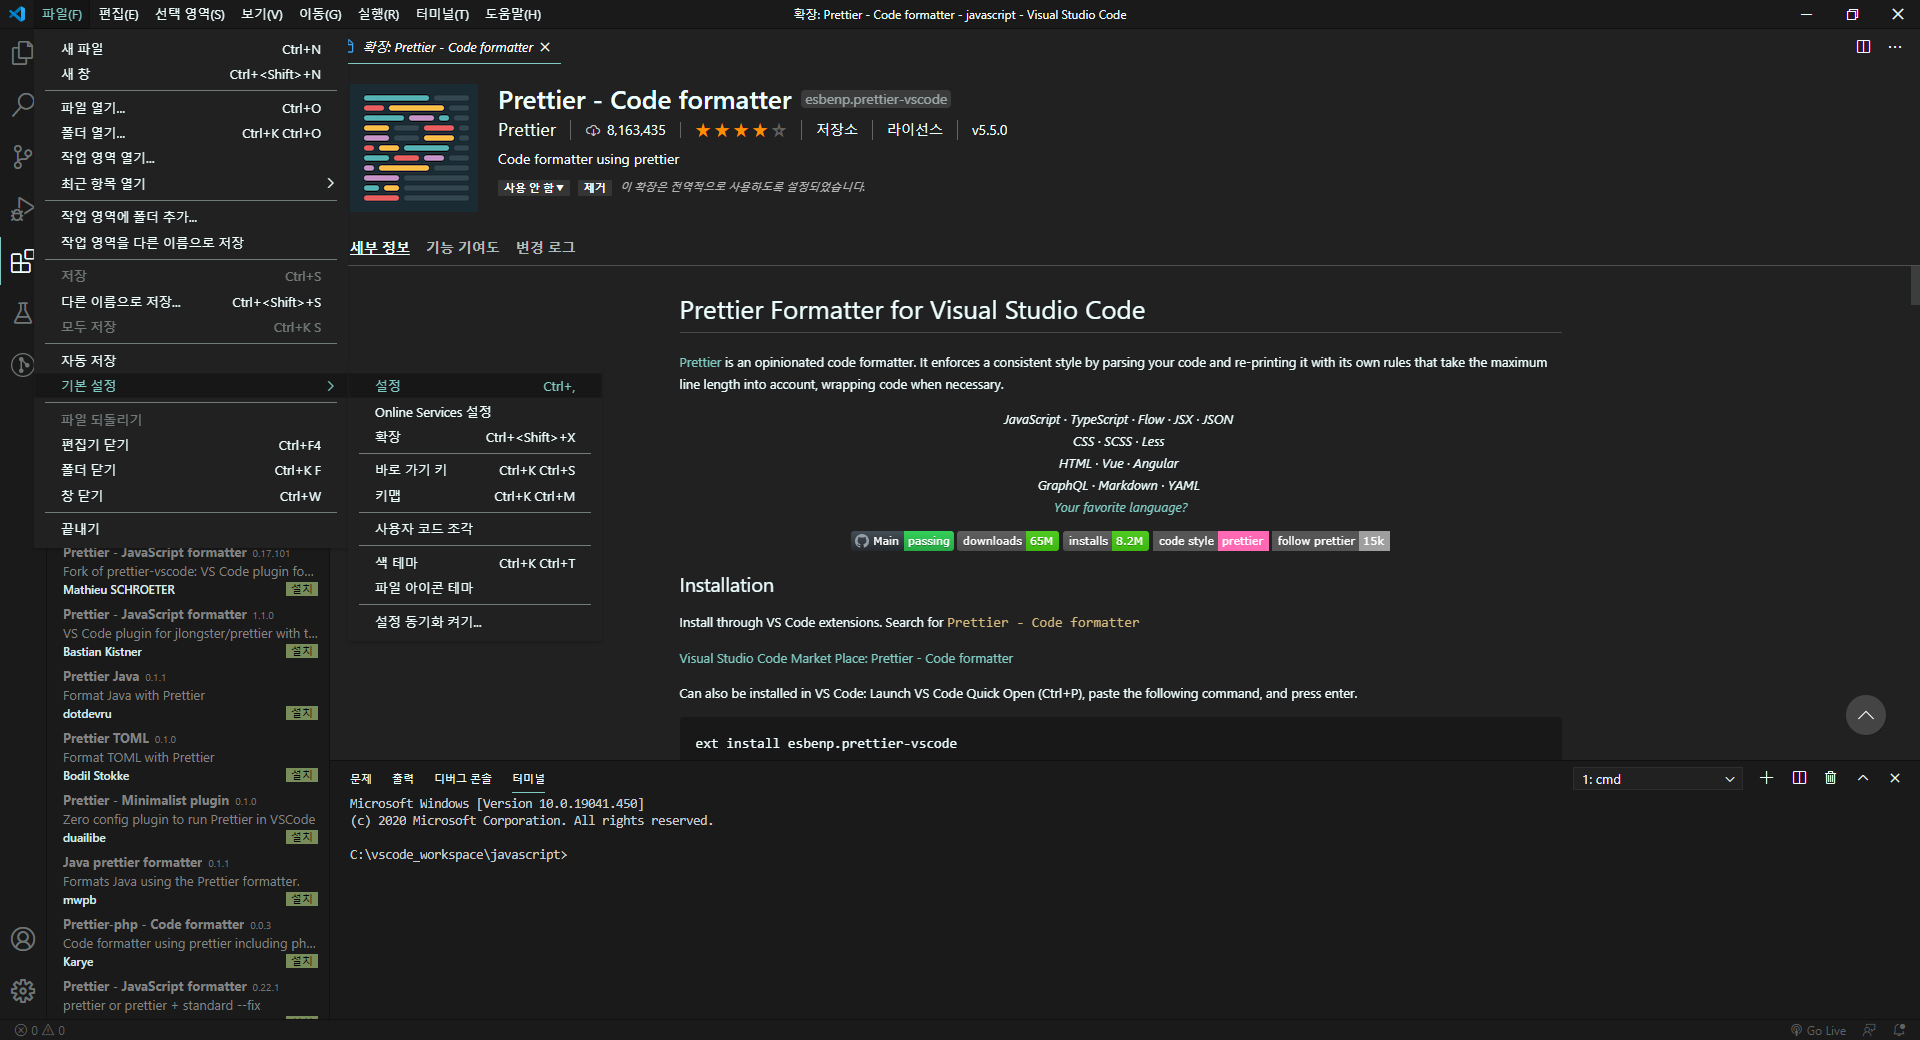 파일(F) 편집(E) 선택 영역(S) 보기(V) 이동(G) 실행(R) 터미널(T) 도움말(H)
확장: Prettier - Code formatter - javascript - Visual Studio Code
새 파일 Ctrl+N
새 창 Ctrl+<Shift>+N
파일 열기... Ctrl+O
폴더 열기... Ctrl+K Ctrl+O
작업 영역 열기...
최근 항목 열기
작업 영역에 폴더 추가...
작업 영역을 다른 이름으로 저장
저장 Ctrl+S
다른 이름으로 저장... Ctrl+<Shift>+S
모두 저장 Ctrl+K S
자동 저장
기본 설정
파일 되돌리기
편집기 닫기 Ctrl+F4
폴더 닫기 Ctrl+K F
창 닫기 Ctrl+W
끝내기
설정 Ctrl+,
Online Services 설정
확장 Ctrl+<Shift>+X
바로 가기 키 Ctrl+K Ctrl+S
키맵 Ctrl+K Ctrl+M
사용자 코드 조각
색 테마 Ctrl+K Ctrl+T
파일 아이콘 테마
설정 동기화 켜기...
Prettier - JavaScript formatter 0.17.101
Fork of prettier-vscode: VS Code plugin fo...
Mathieu SCHROETER 설치
Prettier - JavaScript formatter 1.1.0
VS Code plugin for jlongster/prettier with t...
Bastian Kistner 설치
Prettier Java 0.1.1
Format Java with Prettier
dotdevru 설치
Prettier TOML 0.1.0
Format TOML with Prettier
Bodil Stokke 설치
Prettier - Minimalist plugin 0.1.0
Zero config plugin to run Prettier in VSCode
duailibe 설치
Java prettier formatter 0.1.1
Formats Java using the Prettier formatter.
mwpb 설치
Prettier-php - Code formatter 0.0.3
Code formatter using prettier including ph...
Karye 설치
Prettier - JavaScript formatter 0.22.1
prettier or prettier + standard --fix
확장: Prettier - Code formatter
Prettier - Code formatter esbenp.prettier-vscode
Prettier 8,163,435 저장소 라이선스 v5.5.0
Code formatter using prettier
사용 안 함▼ 제거 이 확장은 전역적으로 사용하도록 설정되었습니다.
세부 정보 기능 기여도 변경 로그
Prettier Formatter for Visual Studio Code
Prettier is an opinionated code formatter. It enforces a consistent style by parsing your code and re-printing it with its own rules that take the maximum
line length into account, wrapping code when necessary.
JavaScript · TypeScript · Flow · JSX · JSON
CSS · SCSS · Less
HTML · Vue · Angular
GraphQL · Markdown · YAML
Your favorite language?
Main passing downloads 65M installs 8.2M code style prettier follow prettier 15k
Installation
Install through VS Code extensions. Search for Prettier - Code formatter
Visual Studio Code Market Place: Prettier - Code formatter
Can also be installed in VS Code: Launch VS Code Quick Open (Ctrl+P), paste the following command, and press enter.
ext install esbenp.prettier-vscode
문제 출력 디버그 콘솔 터미널 1: cmd
Microsoft Windows [Version 10.0.19041.450]
(c) 2020 Microsoft Corporation. All rights reserved.
C:\vscode_workspace\javascript>
0 0 Go Live